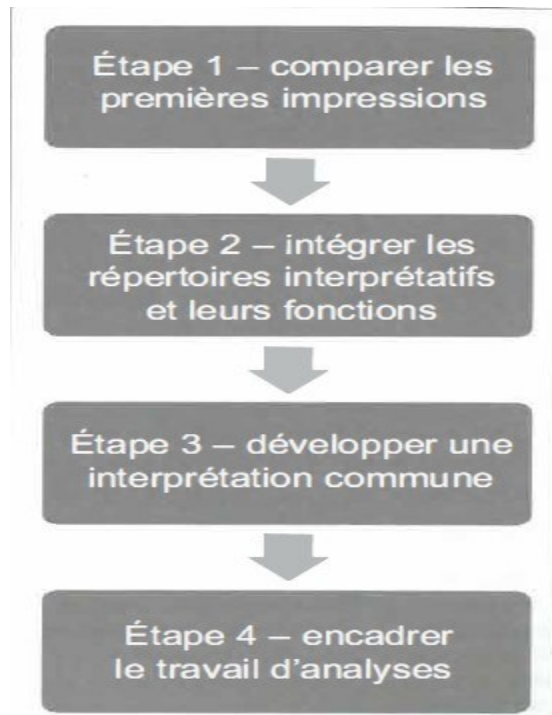 Étape 1 – comparer les
premières impressions
Étape 2 – intégrer les
répertoires interprétatifs
et leurs fonctions
Étape 3 – développer une
interprétation commune
Étape 4 – encadrer
le travail d'analyses